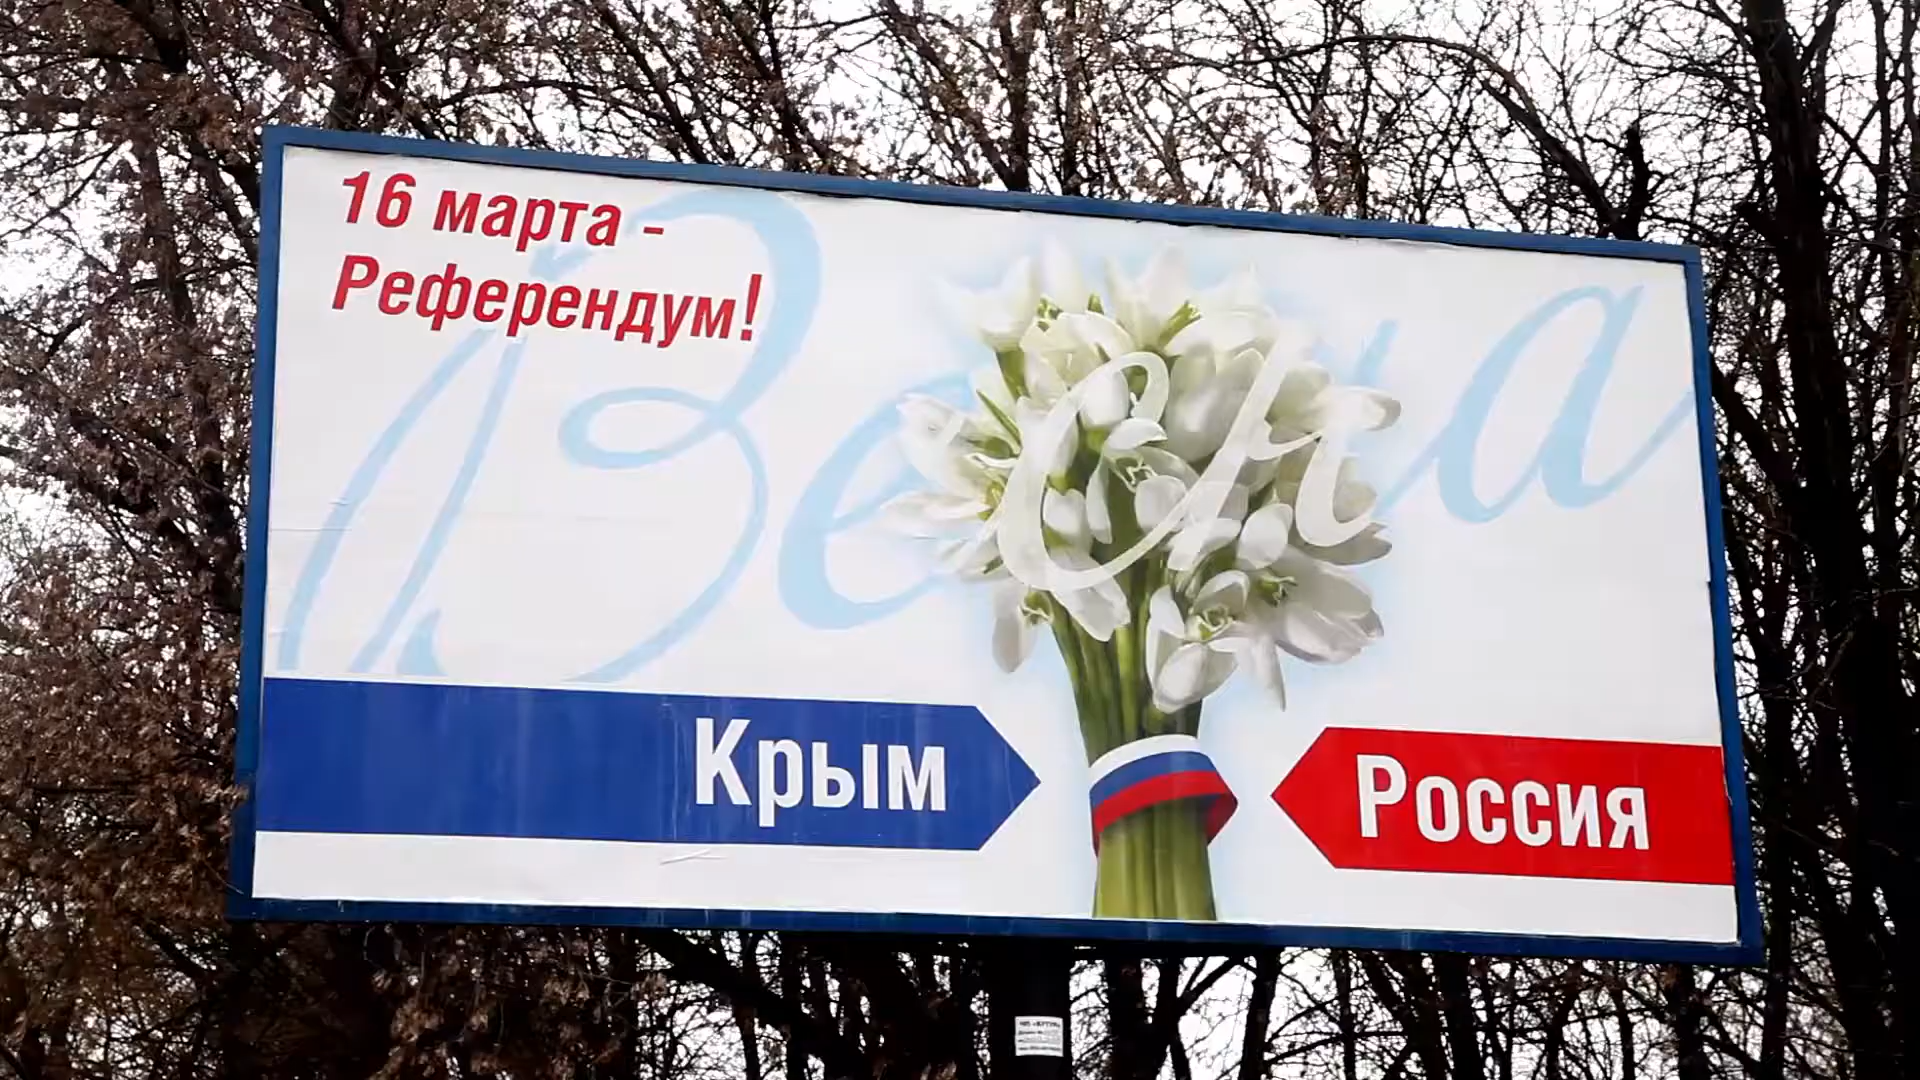 16 марта -
Референдум!
Весна
Крым
Россия